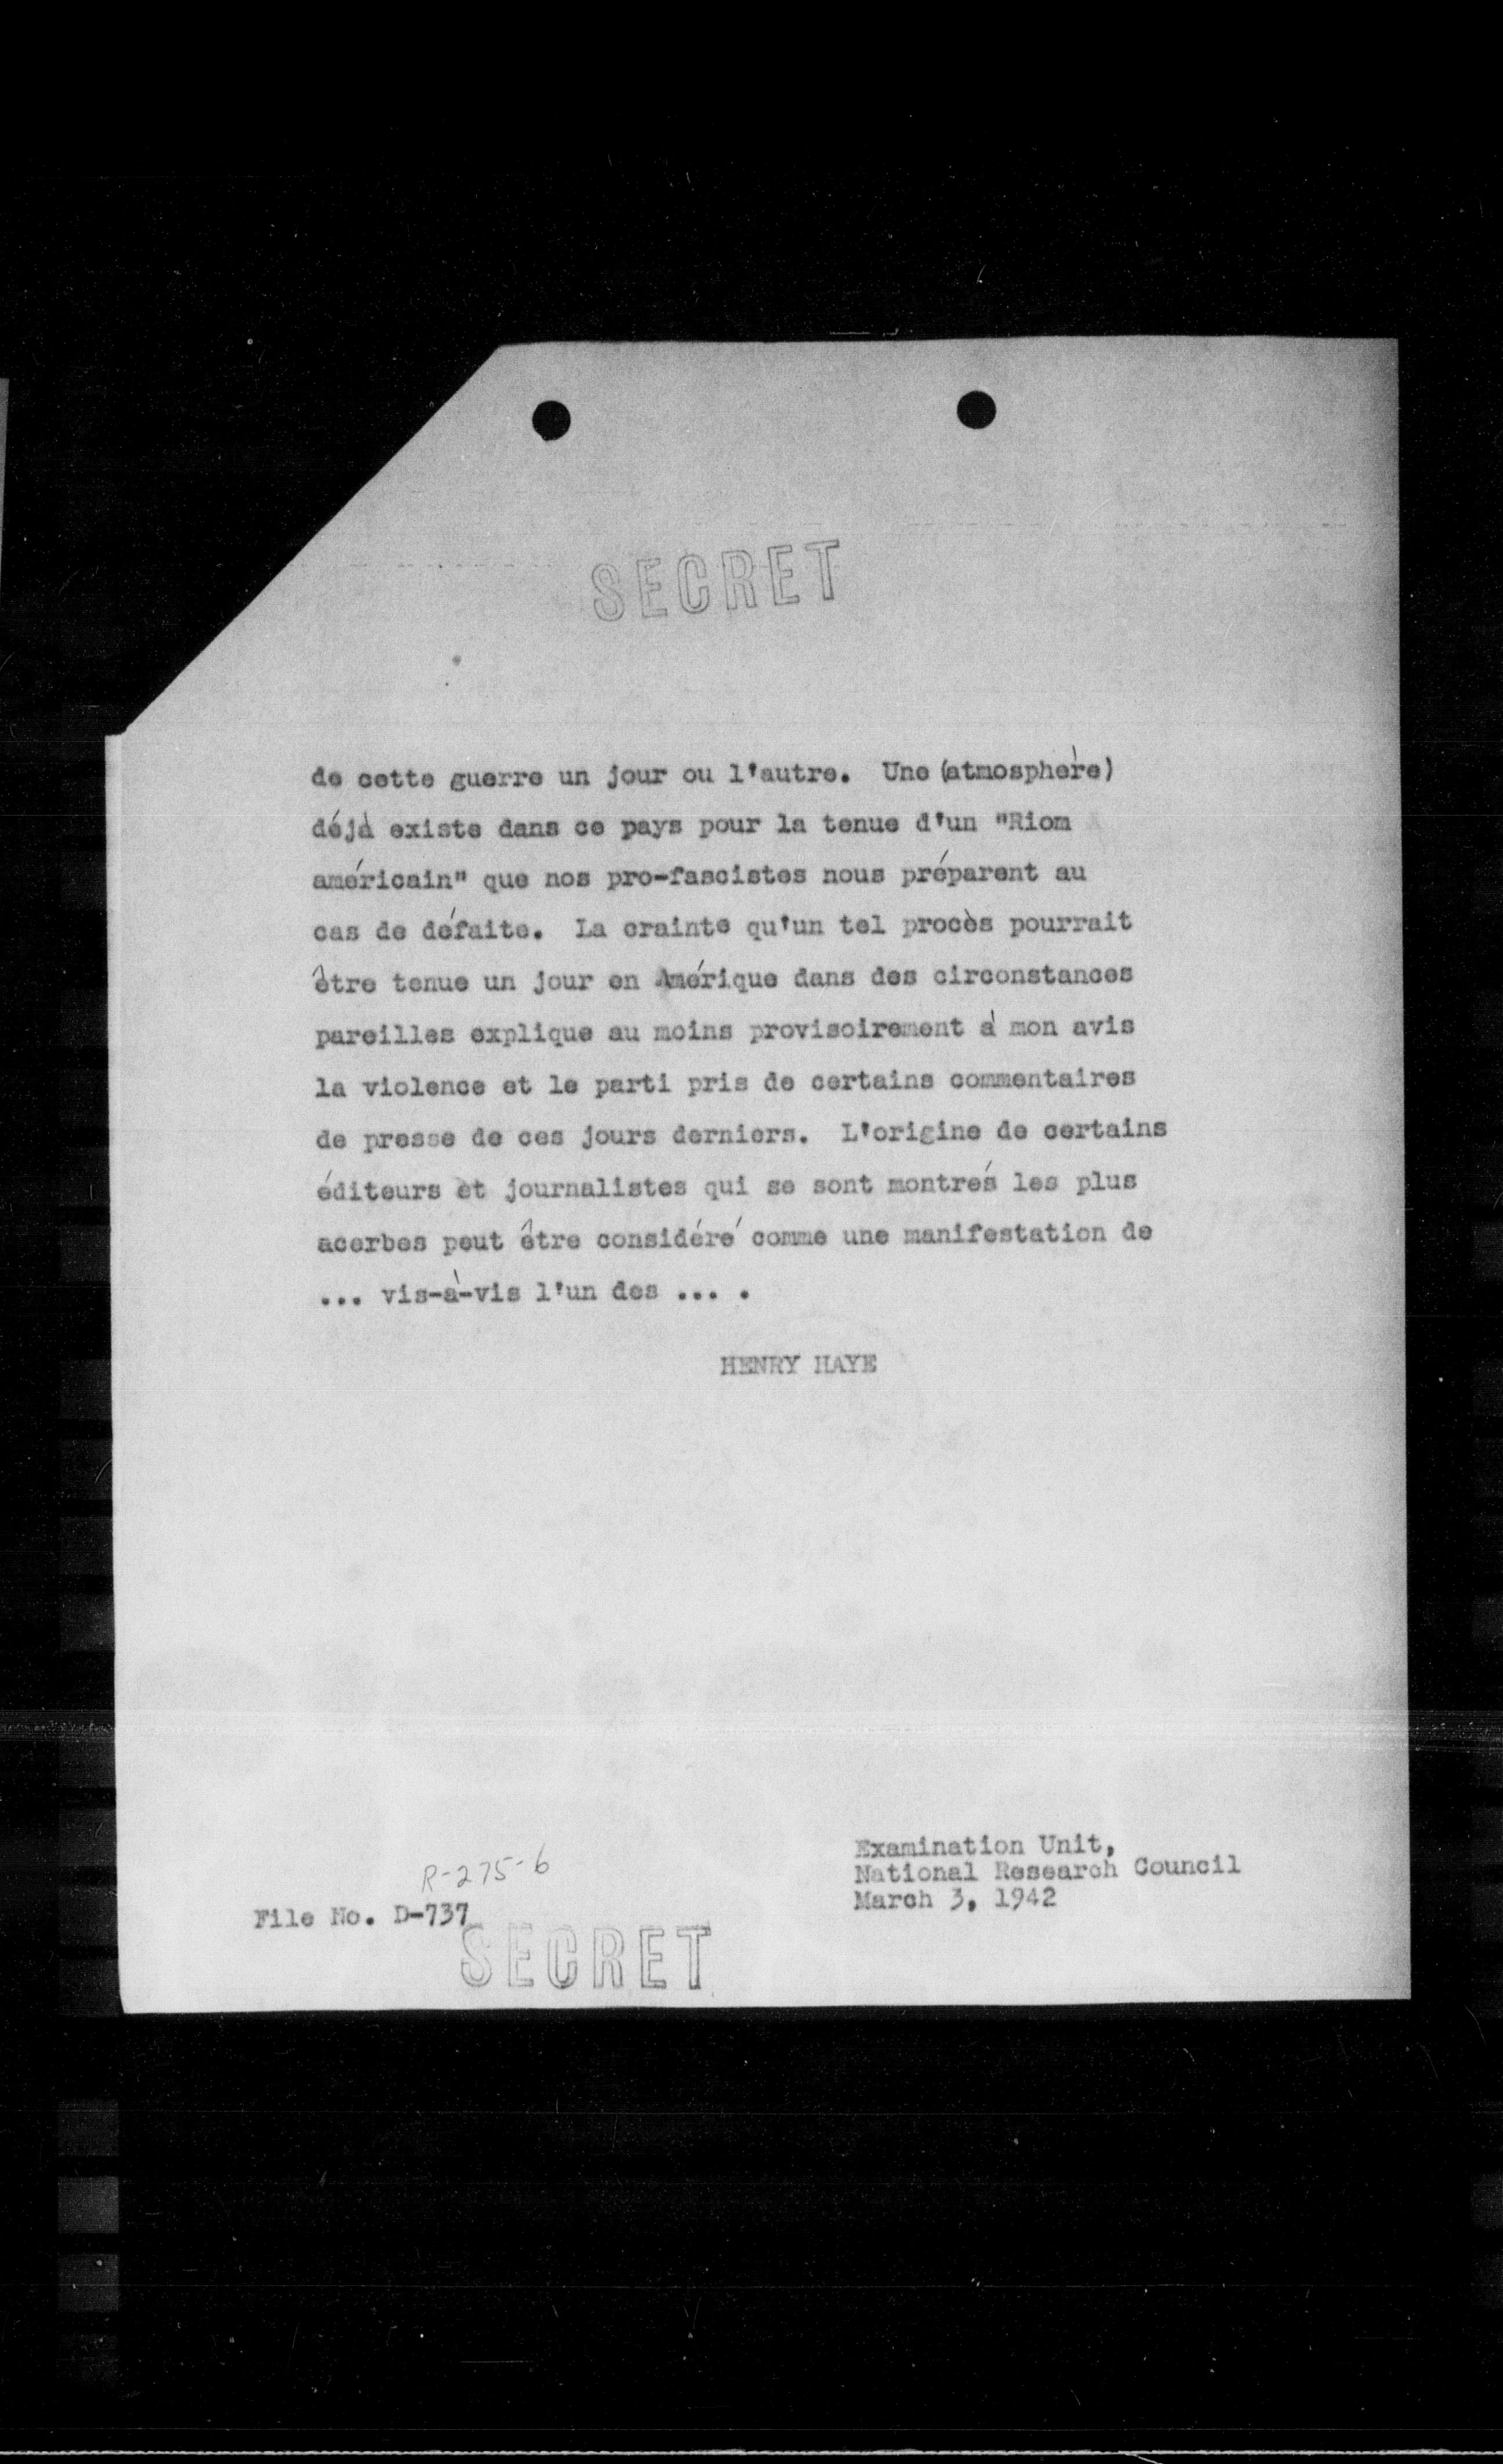 SECRET
de cette guerre un jour ou l'autre. Une (atmosphère)
déjà existe dans ce pays pour la tenue d'un "Riom
américain" que nos pro-fascistes nous préparent au
cas de défaite. La crainte qu'un tel procès pourrait
être tenue un jour en Amérique dans des circonstances
pareilles explique au moins provisoirement à mon avis
la violence et le parti pris de certains commentaires
de presse de ces jours derniers. L'origine de certains
éditeurs et journalistes qui se sont montrés les plus
acerbes peut être considéré comme une manifestation de
... vis-à-vis l'un des ... .
HENRY HAYE
Examination Unit,
National Research Council
March 3, 1942
R-275-6
File No. D-737
SECRET